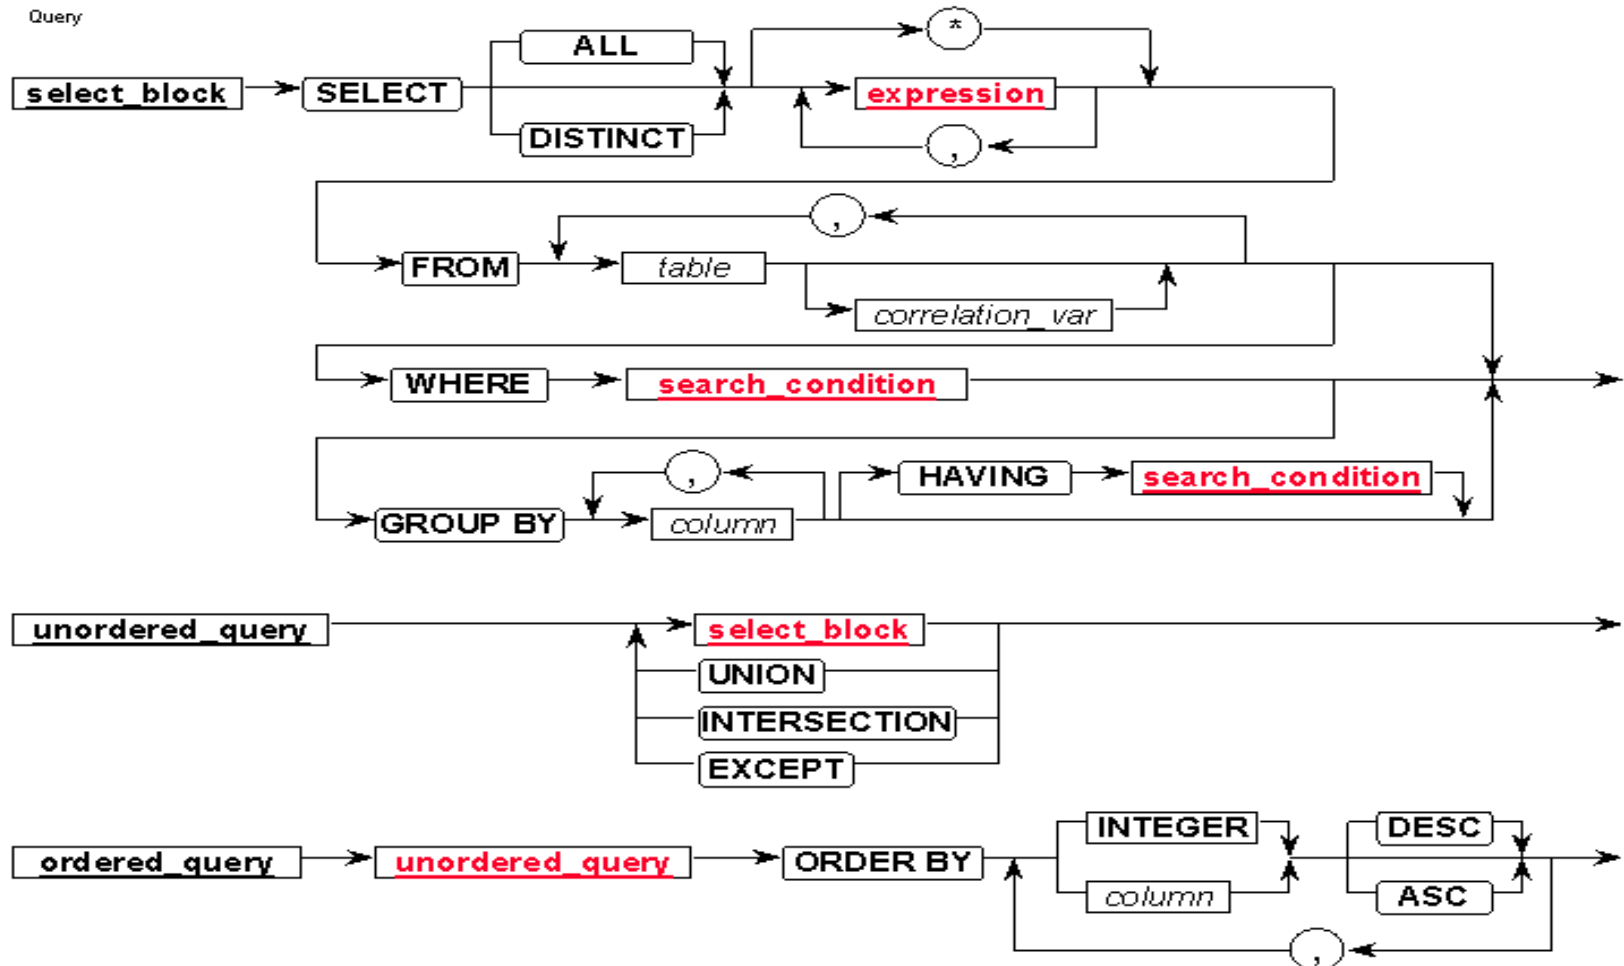 Query
ALL
*
select_block SELECT expression
DISTINCT ,
,
FROM table
correlation_var
WHERE search_condition
, HAVING search_condition
GROUP BY column
unordered_query select_block
UNION
INTERSECTION
EXCEPT
INTEGER DESC
ordered_query unordered_query ORDER BY
column ASC
,